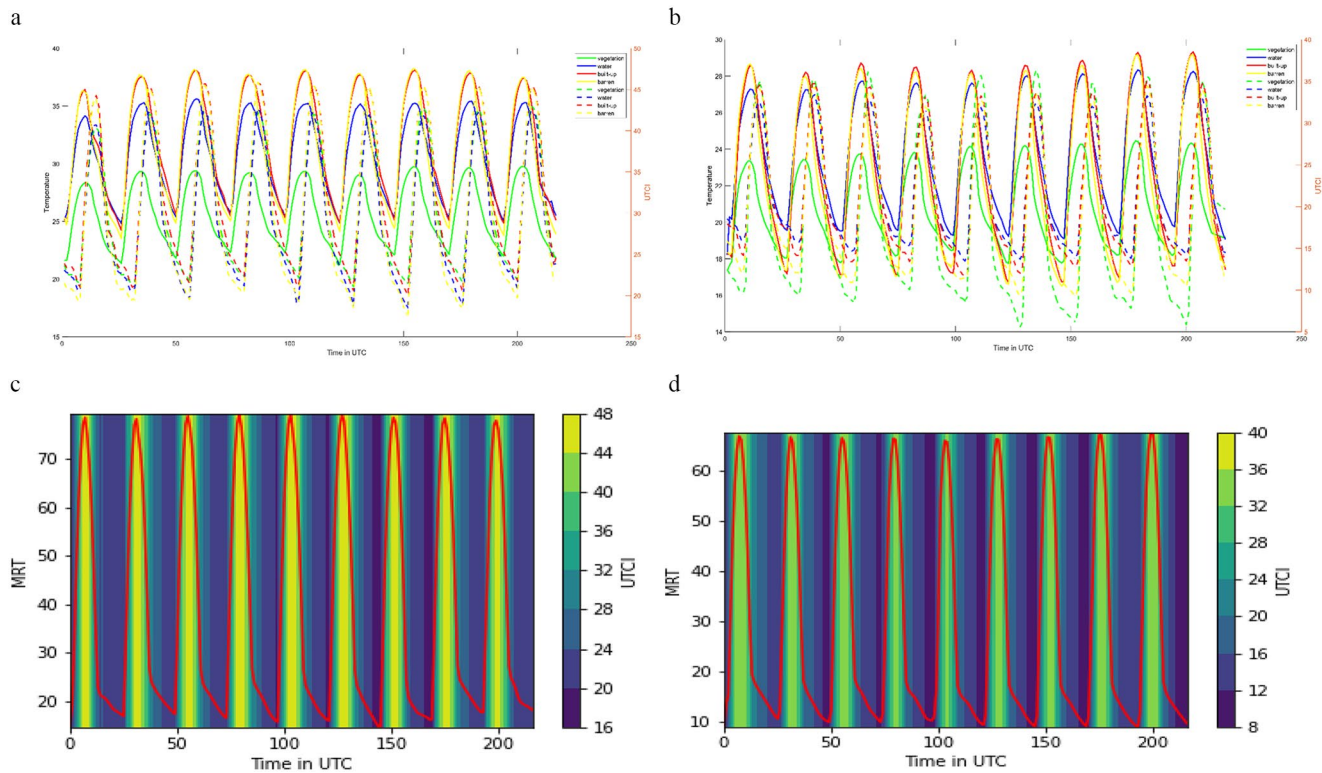 a
b
50
45
40
35
30
25
20
15
40
35
30
25
20
15
0
50
100
150
200
250
Temperature
UTCI
Time in UTC
vegetation
water
built-up
barren
vegetation
water
built-up
barren
30
28
26
24
22
20
18
16
14
40
35
30
25
20
15
10
5
0
50
100
150
200
250
Temperature
UTCI
Time in UTC
vegetation
water
built-up
barren
vegetation
water
built-up
barren
c
d
70
60
50
40
30
20
MRT
0
50
100
150
200
Time in UTC
48
44
40
36
32
28
24
20
16
UTCI
60
50
40
30
20
10
MRT
0
50
100
150
200
Time in UTC
40
36
32
28
24
20
16
12
8
UTCI